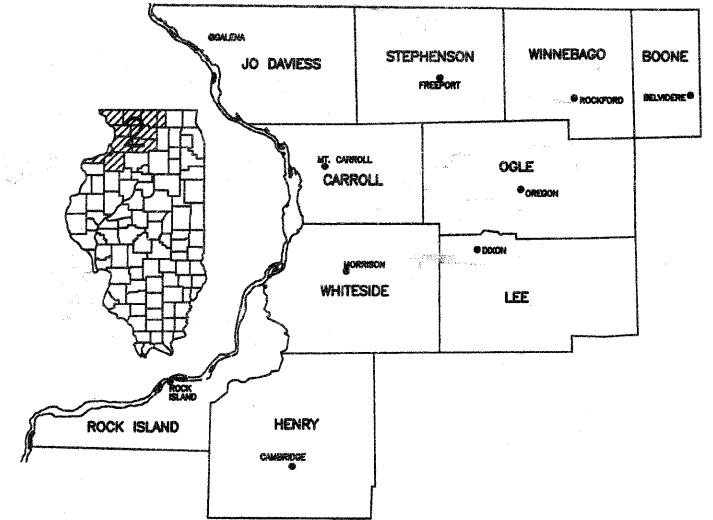 GALENA
JO DAVIESS
STEPHENSON
FREEPORT
WINNEBAGO
ROCKFORD
BOONE
BELVIDERE
2
MT. CARROLL
CARROLL
OGLE
OREGON
MORRISON
WHITESIDE
DIXON
LEE
ROCK
ISLAND
ROCK ISLAND
HENRY
CAMBRIDGE